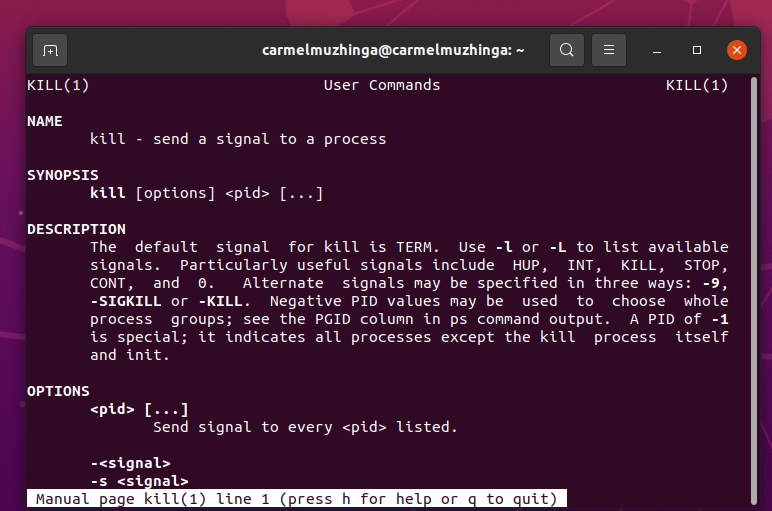 carmelmuzhinga@carmelmuzhinga: ~
KILL(1) User Commands KILL(1)
NAME
kill - send a signal to a process
SYNOPSIS
kill [options] <pid> [...]
DESCRIPTION
The default signal for kill is TERM. Use -l or -L to list available
signals. Particularly useful signals include HUP, INT, KILL, STOP,
CONT, and 0. Alternate signals may be specified in three ways: -9,
-SIGKILL or -KILL. Negative PID values may be used to choose whole
process groups; see the PGID column in ps command output. A PID of -1
is special; it indicates all processes except the kill process itself
and init.
OPTIONS
<pid> [...]
Send signal to every <pid> listed.
-<signal>
-s <signal>
Manual page kill(1) line 1 (press h for help or q to quit)